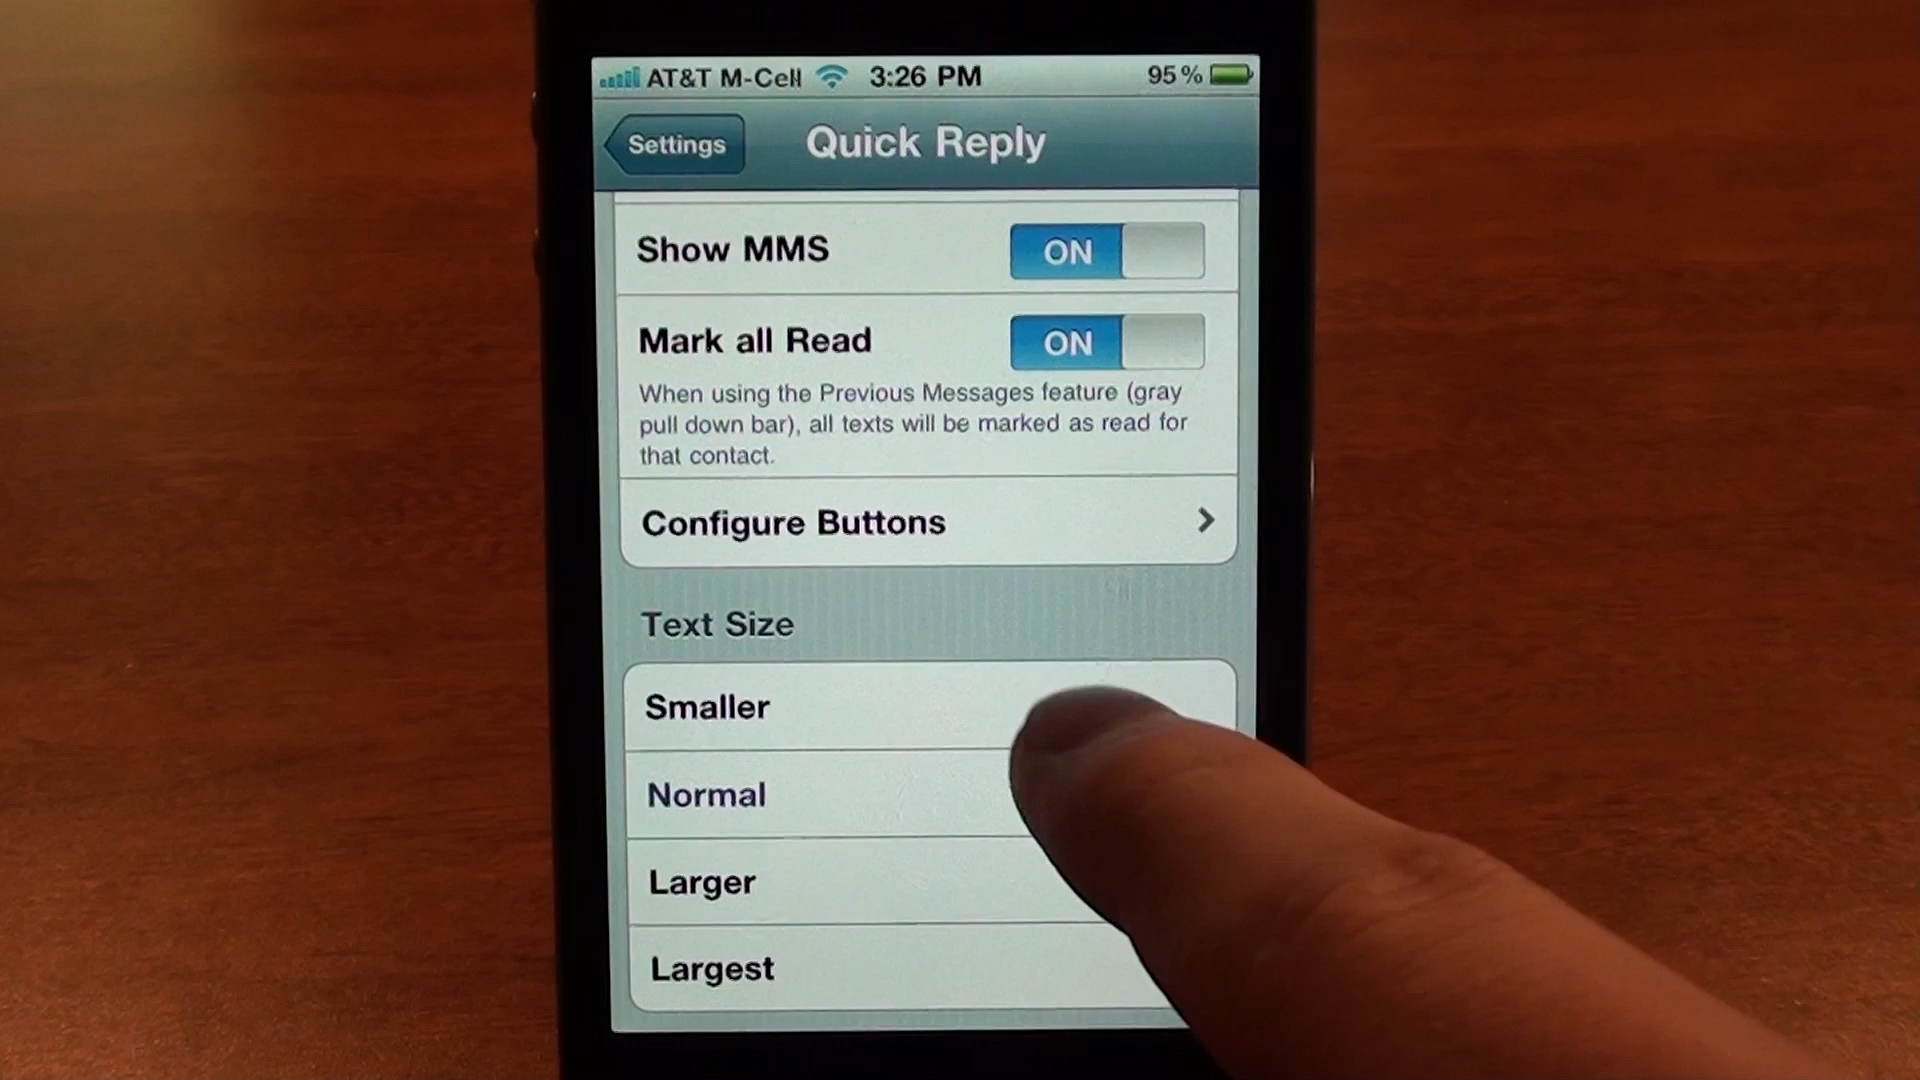 AT&T M-Cell 3:26 PM 95%
Settings Quick Reply
Show MMS ON
Mark all Read ON
When using the Previous Messages feature (gray
pull down bar), all texts will be marked as read for
that contact.
Configure Buttons
Text Size
Smaller
Normal
Larger
Largest